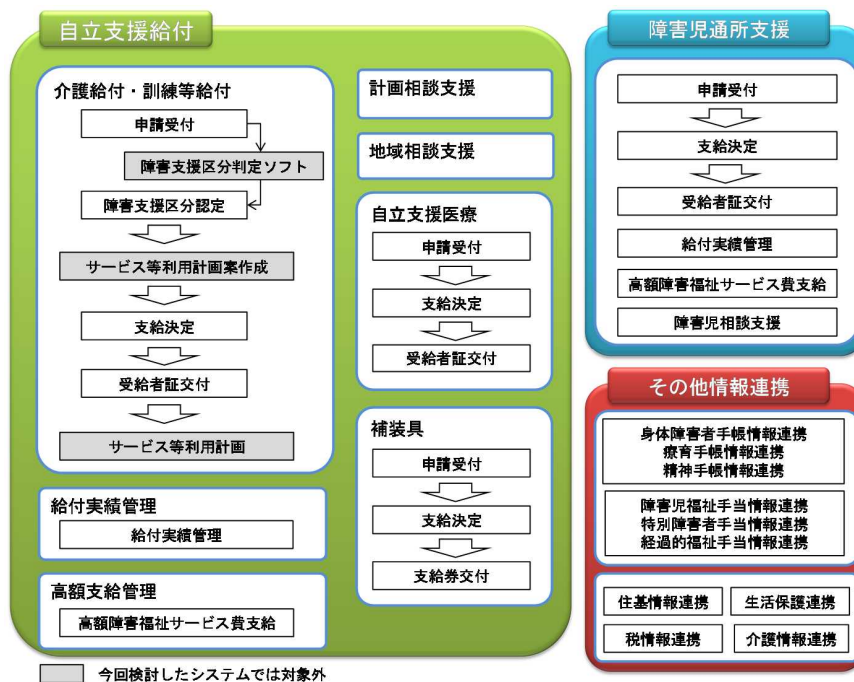 自立支援給付
介護給付・訓練等給付
申請受付
障害支援区分判定ソフト
障害支援区分認定
サービス等利用計画案作成
支給決定
受給者証交付
サービス等利用計画
給付実績管理
給付実績管理
高額支給管理
高額障害福祉サービス費支給
計画相談支援
地域相談支援
自立支援医療
申請受付
支給決定
受給者証交付
補装具
申請受付
支給決定
支給券交付
障害児通所支援
申請受付
支給決定
受給者証交付
給付実績管理
高額障害福祉サービス費支給
障害児相談支援
その他情報連携
身体障害者手帳情報連携
療育手帳情報連携
精神手帳情報連携
障害児福祉手当情報連携
特別障害者手当情報連携
経過的福祉手当情報連携
住基情報連携
生活保護連携
税情報連携
介護情報連携
今回検討したシステムでは対象外